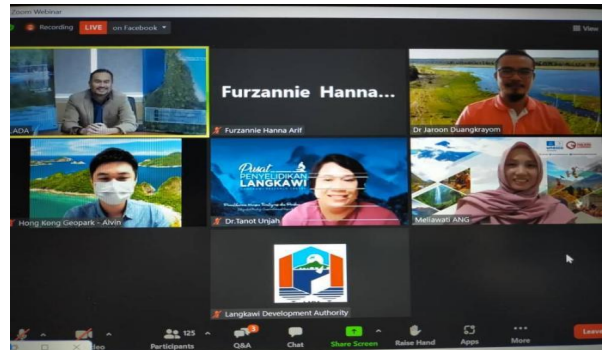 Zoom Webinar
Recording
LIVE
on Facebook
View
LADA
Furzannie Hanna...
Furzannie Hanna Arif
Dr Jaroon Duangkrayom
Hong Kong Geopark - Alvin
Pusat
PENYELIDIKAN
LANGKAWI
Dr.Tanot Unjah
Meliawati ANG
Langkawi Development Authority
125
Participants
3
Q&A
Chat
Share Screen
Raise Hand
Apps
More
Leave